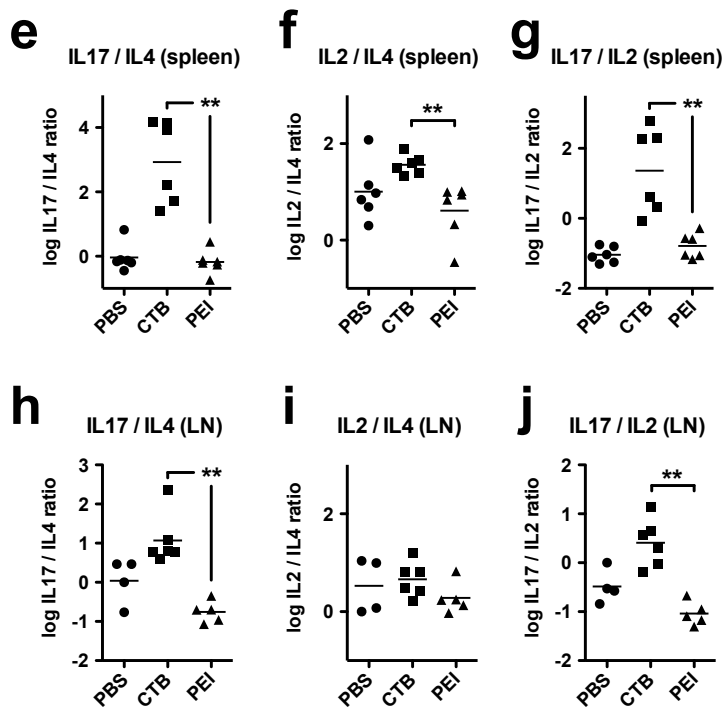 e
IL17 / IL4 (spleen)
log IL17 / IL4 ratio
4
2
0
**
PBS
CTB
PEI
f
IL2 / IL4 (spleen)
log IL2 / IL4 ratio
2
0
**
PBS
CTB
PEI
g
IL17 / IL2 (spleen)
log IL17 / IL2 ratio
2
0
-2
**
PBS
CTB
PEI
h
IL17 / IL4 (LN)
log IL17 / IL4 ratio
3
2
1
0
-1
-2
**
PBS
CTB
PEI
i
IL2 / IL4 (LN)
log IL2 / IL4 ratio
2
0
PBS
CTB
PEI
j
IL17 / IL2 (LN)
log IL17 / IL2 ratio
2
1
0
-1
-2
**
PBS
CTB
PEI